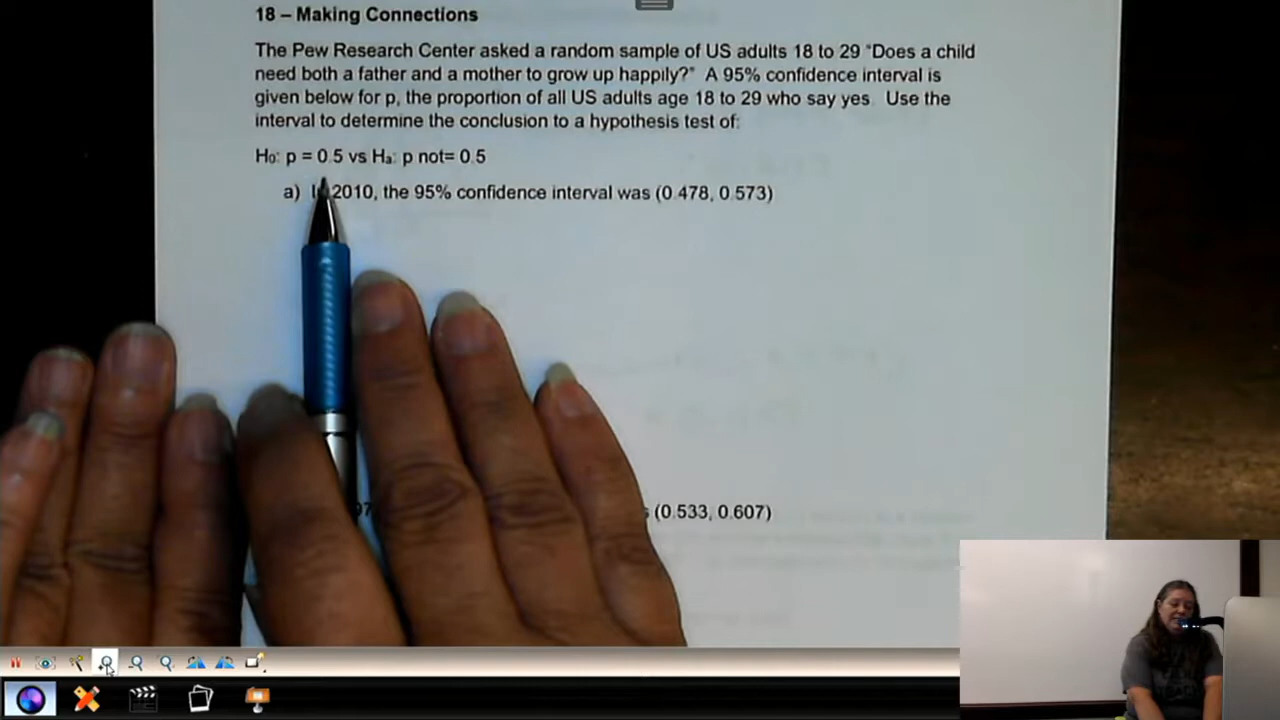 18 – Making Connections
The Pew Research Center asked a random sample of US adults 18 to 29 "Does a child
need both a father and a mother to grow up happily?" A 95% confidence interval is
given below for p, the proportion of all US adults age 18 to 29 who say yes. Use the
interval to determine the conclusion to a hypothesis test of:
H₀: p = 0.5 vs Hₐ: p not= 0.5
a) In 2010, the 95% confidence interval was (0.478, 0.573)
(0.533, 0.607)